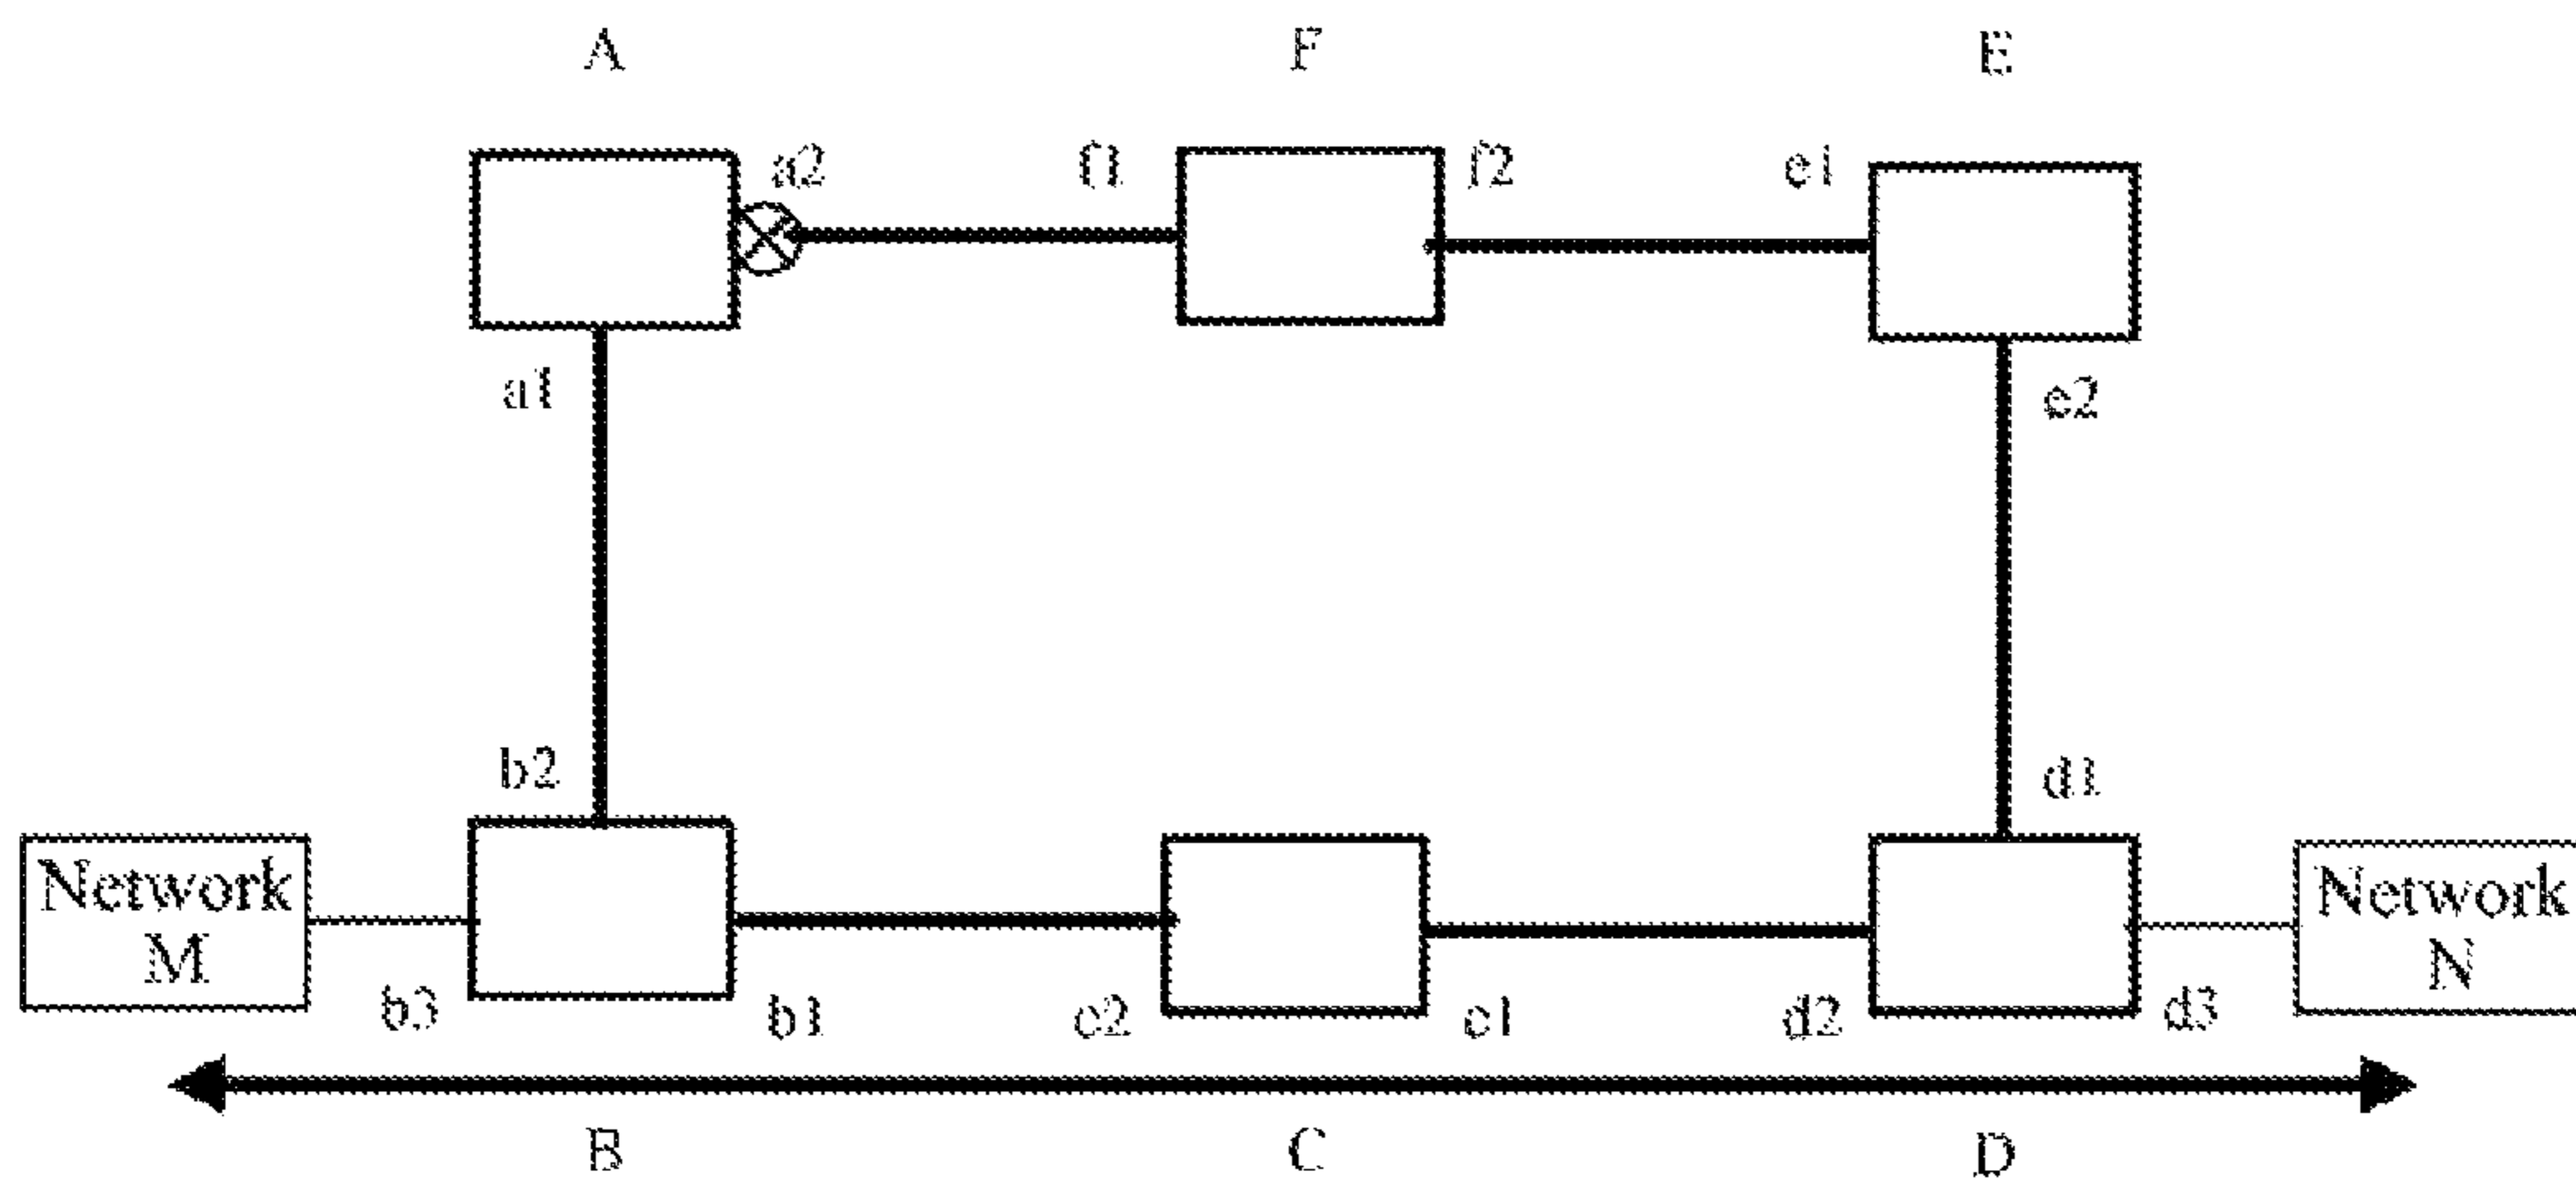 A F E
a2 f1 f2 e1
a1 e2
b2 d1
Network M
Network N
b3 b1 c2 c1 d2 d3
B C D